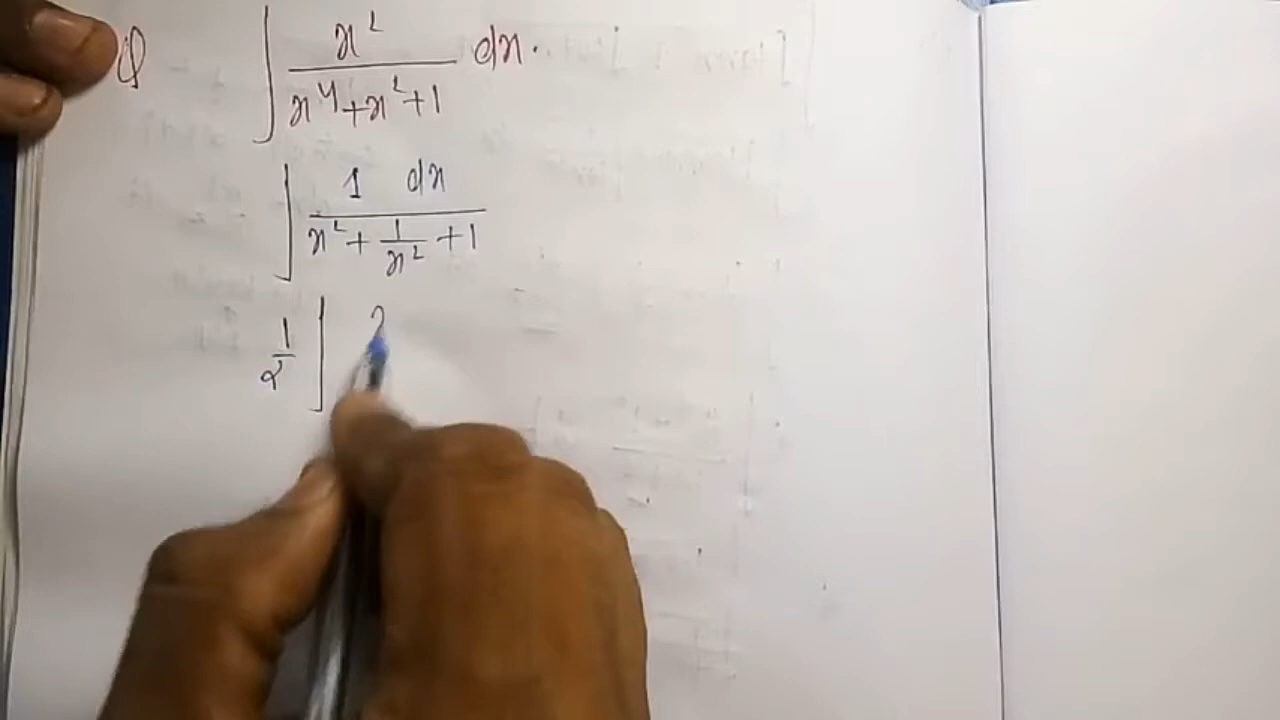 Q ∫ x² / (x⁴ + x² + 1) dx.
∫ 1 dx / (x² + 1/x² + 1)
1/2 ∫ 2